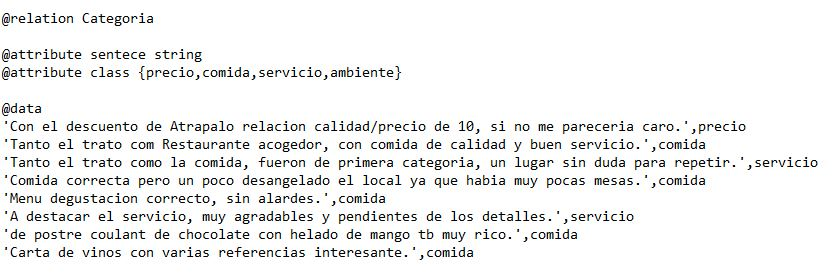 @relation Categoria
@attribute sentece string
@attribute class {precio,comida,servicio,ambiente}
@data
'Con el descuento de Atrapalo relacion calidad/precio de 10, si no me pareceria caro.',precio
'Tanto el trato com Restaurante acogedor, con comida de calidad y buen servicio.',comida
'Tanto el trato como la comida, fueron de primera categoria, un lugar sin duda para repetir.',servicio
'Comida correcta pero un poco desangelado el local ya que habia muy pocas mesas.',comida
'Menu degustacion correcto, sin alardes.',comida
'A destacar el servicio, muy agradables y pendientes de los detalles.',servicio
'de postre coulant de chocolate con helado de mango tb muy rico.',comida
'Carta de vinos con varias referencias interesante.',comida